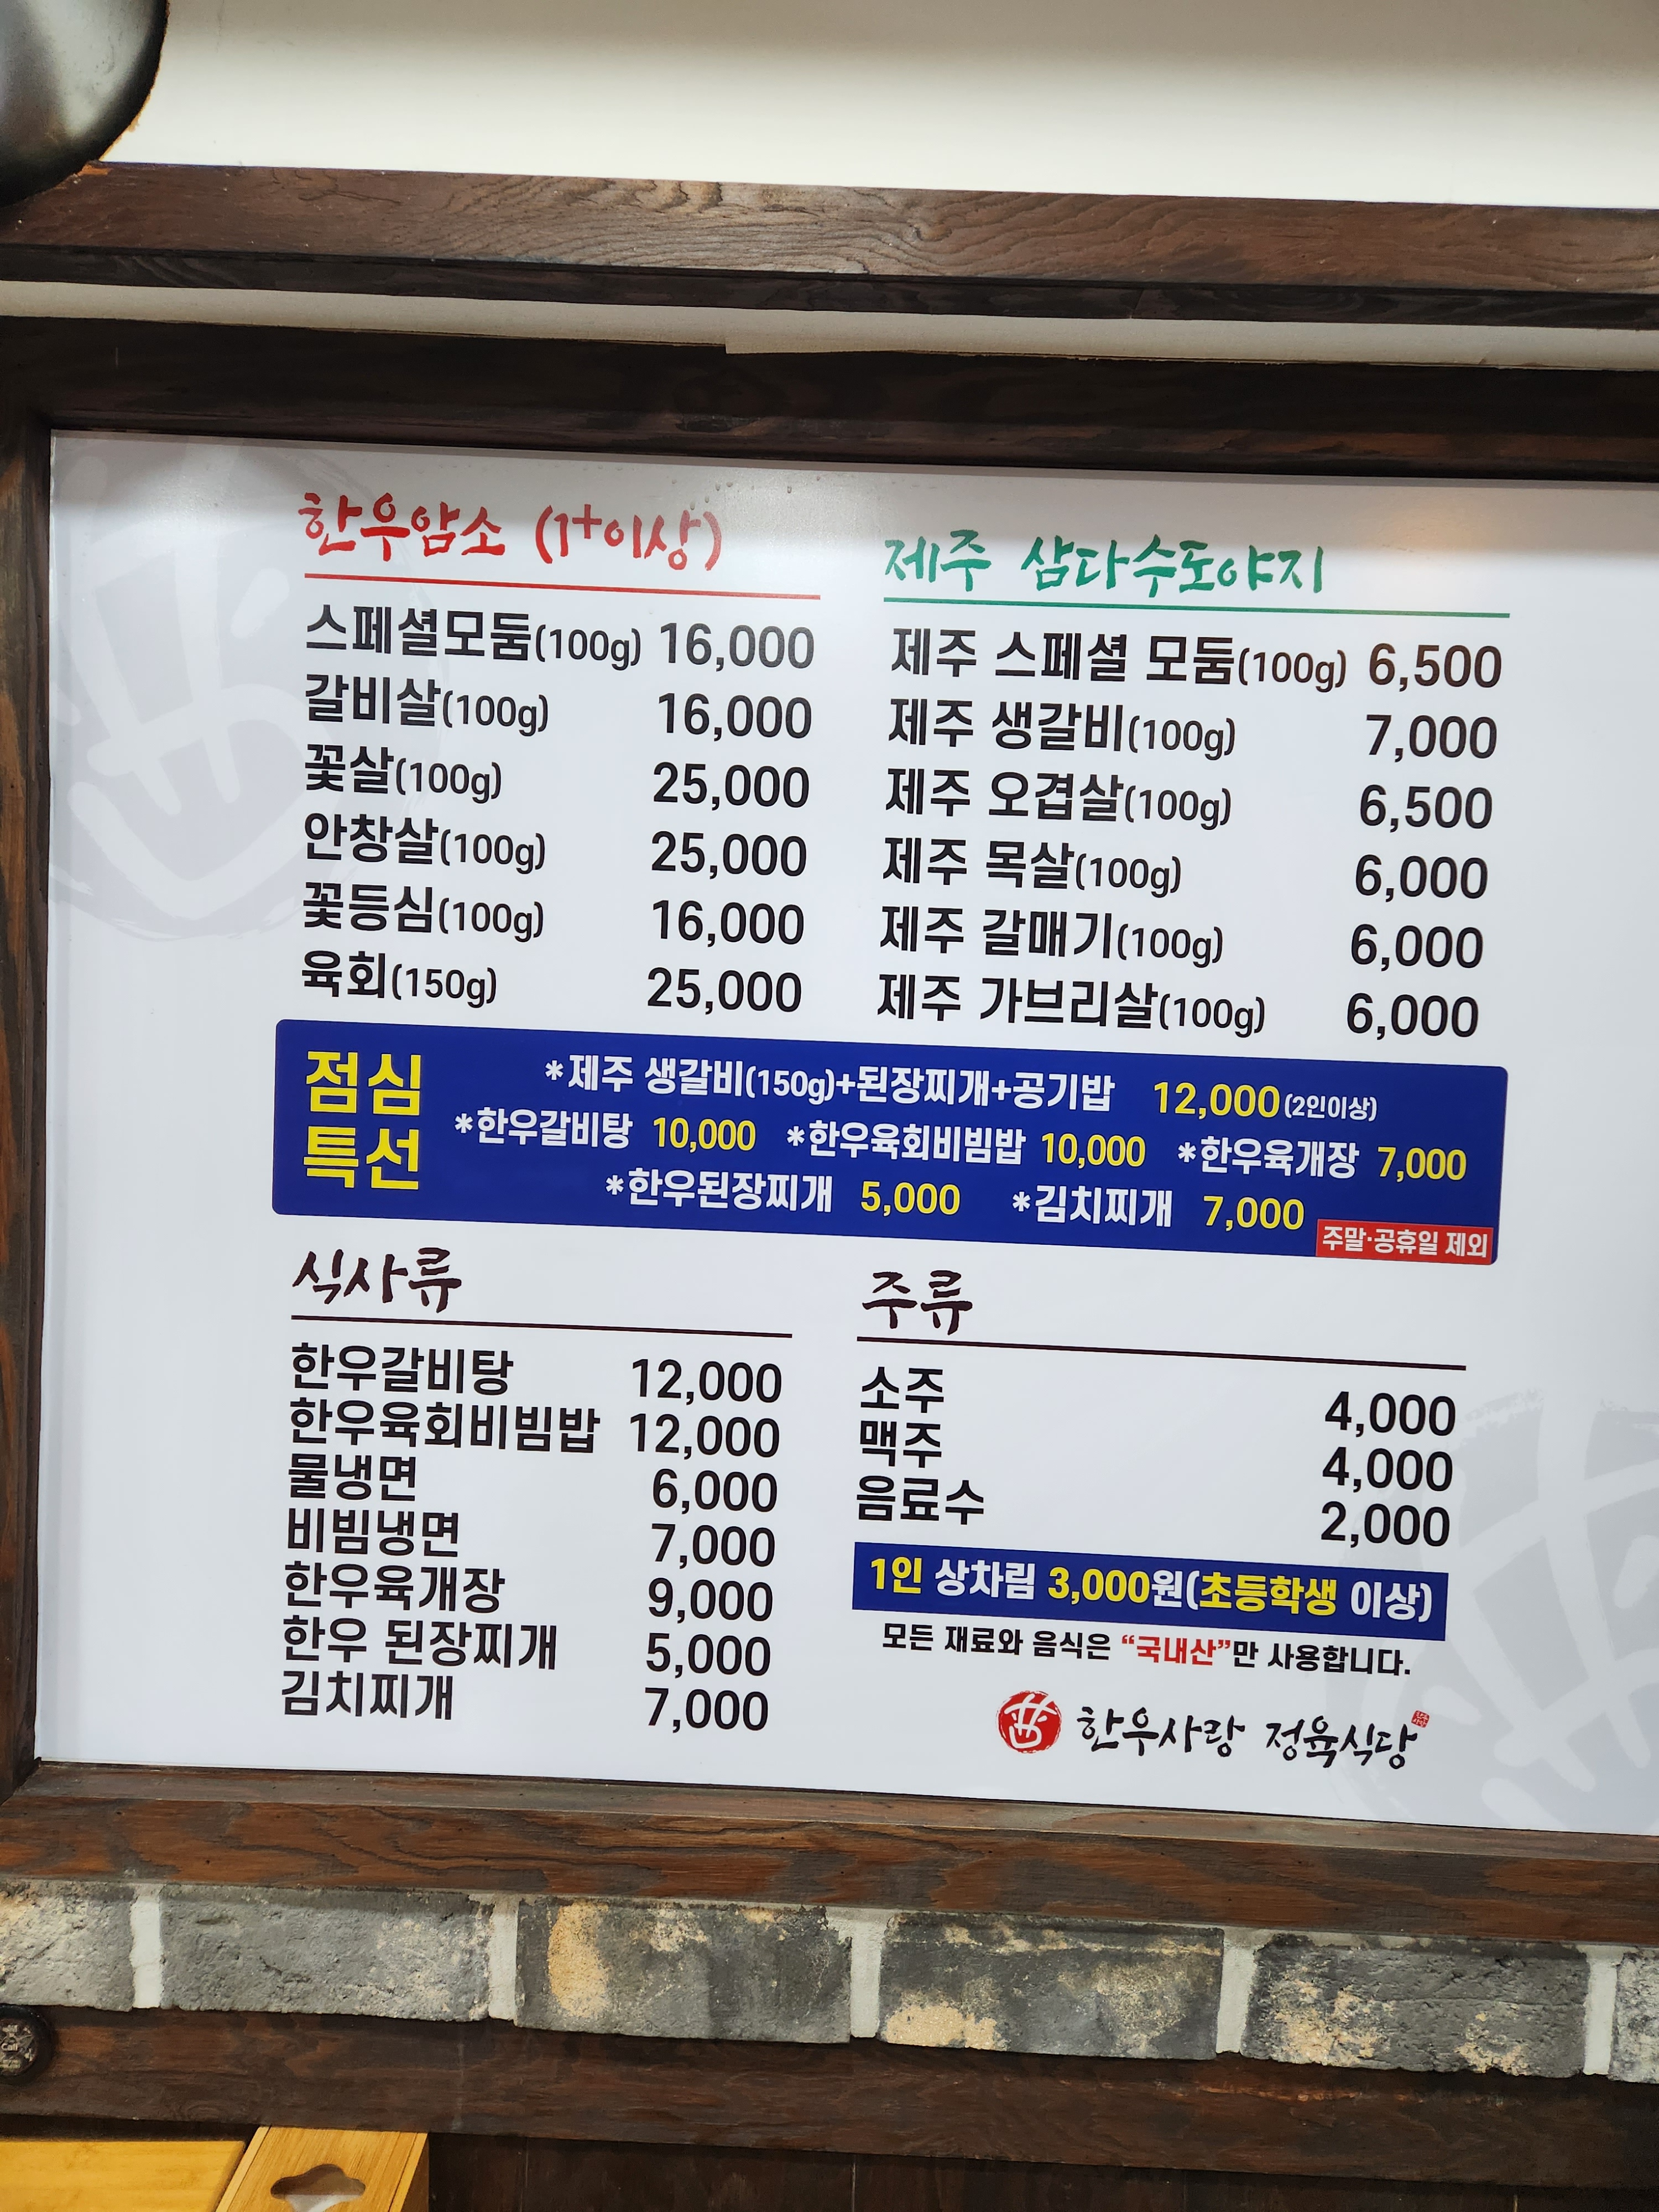 한우암소 (1+이상)
스페셜모둠(100g) 16,000
갈비살(100g) 16,000
꽃살(100g) 25,000
안창살(100g) 25,000
꽃등심(100g) 16,000
육회(150g) 25,000
제주 삼다수도야지
제주 스페셜 모둠(100g) 6,500
제주 생갈비(100g) 7,000
제주 오겹살(100g) 6,500
제주 목살(100g) 6,000
제주 갈매기(100g) 6,000
제주 가브리살(100g) 6,000
점심
특선
*제주 생갈비(150g)+된장찌개+공기밥 12,000(2인이상)
*한우갈비탕 10,000 *한우육회비빔밥 10,000 *한우육개장 7,000
*한우된장찌개 5,000 *김치찌개 7,000
주말·공휴일 제외
식사류
한우갈비탕 12,000
한우육회비빔밥 12,000
물냉면 6,000
비빔냉면 7,000
한우육개장 9,000
한우 된장찌개 5,000
김치찌개 7,000
주류
소주 4,000
맥주 4,000
음료수 2,000
1인 상차림 3,000원(초등학생 이상)
모든 재료와 음식은 “국내산”만 사용합니다.
한우사랑 정육식당
Call